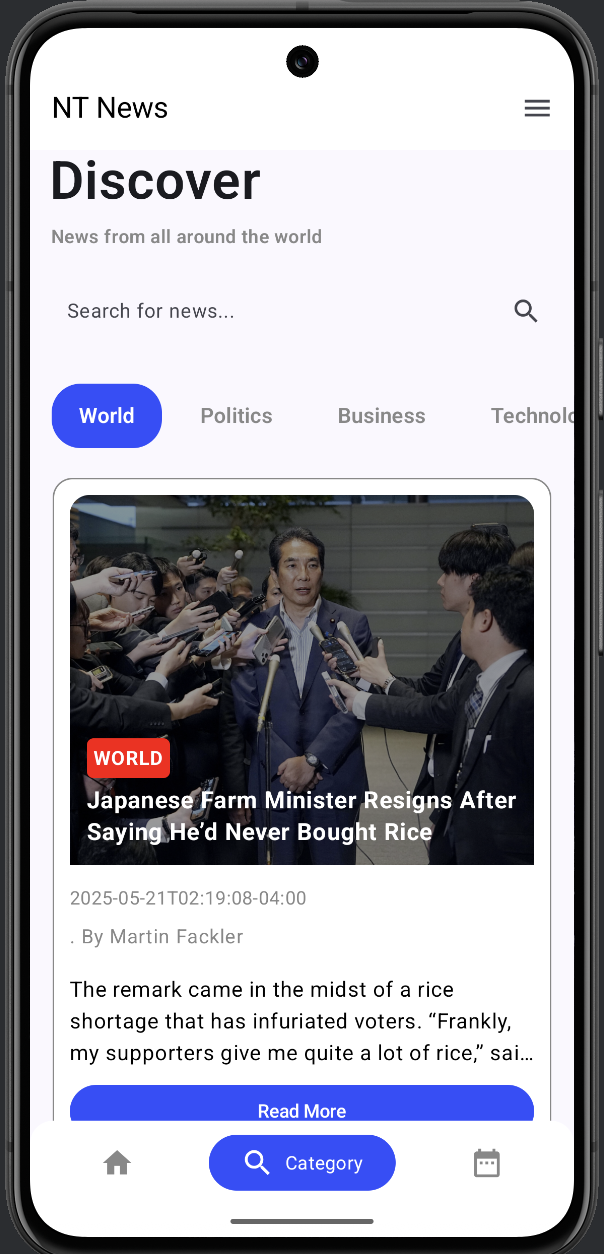 NT News
Discover
News from all around the world
Search for news...
World Politics Business Technolo
WORLD
Japanese Farm Minister Resigns After
Saying He’d Never Bought Rice
2025-05-21T02:19:08-04:00
. By Martin Fackler
The remark came in the midst of a rice
shortage that has infuriated voters. “Frankly,
my supporters give me quite a lot of rice,” sai…
Read More
Category